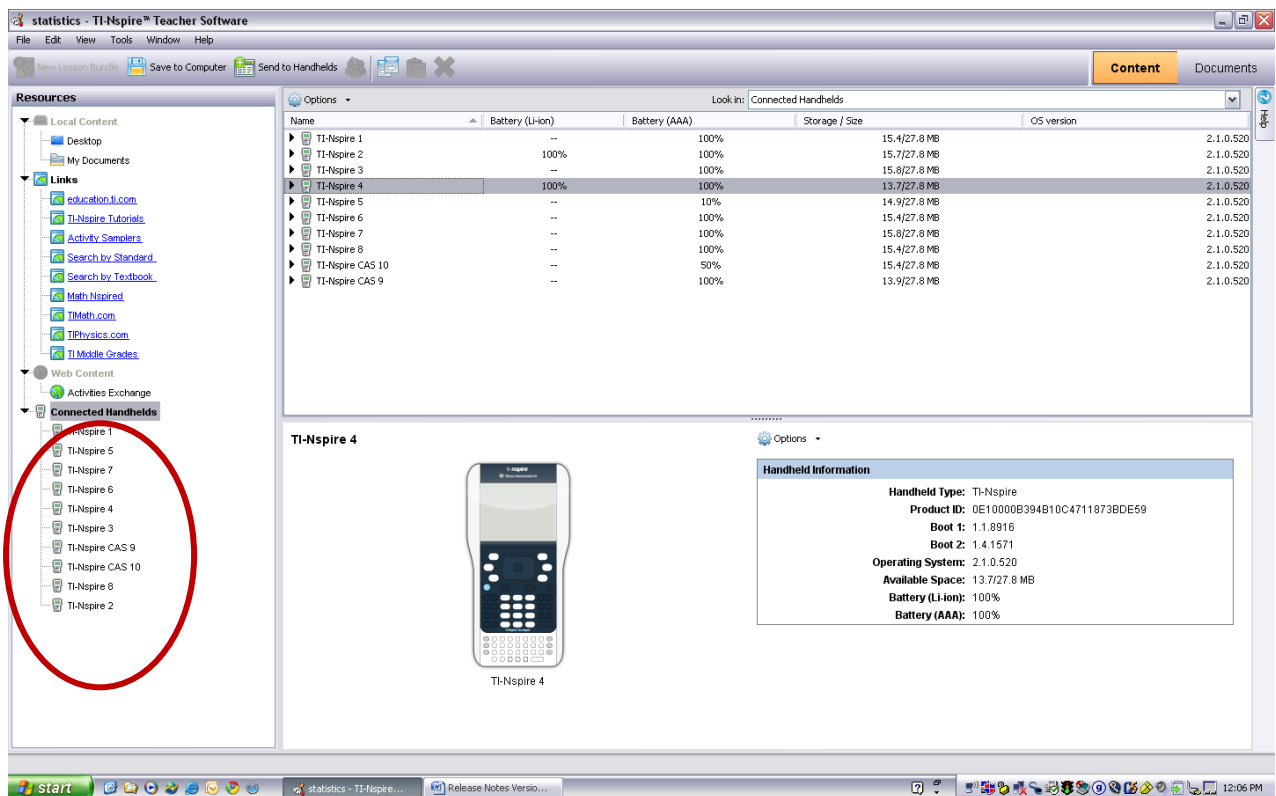 statistics - TI-Nspire™ Teacher Software
File Edit View Tools Window Help
New Lesson Bundle Save to Computer Send to Handhelds Content Documents
Resources
Local Content
Desktop
My Documents
Links
education.ti.com
TI-Nspire Tutorials
Activity Samplers
Search by Standard
Search by Textbook
Math Nspired
TIMath.com
TIPhysics.com
TI Middle Grades
Web Content
Activities Exchange
Connected Handhelds
TI-Nspire 1
TI-Nspire 5
TI-Nspire 7
TI-Nspire 6
TI-Nspire 4
TI-Nspire 3
TI-Nspire CAS 9
TI-Nspire CAS 10
TI-Nspire 8
TI-Nspire 2
Options Look in: Connected Handhelds
Name Battery (Li-ion) Battery (AAA) Storage / Size OS version
TI-Nspire 1 -- 100% 15.4/27.8 MB 2.1.0.520
TI-Nspire 2 100% 100% 15.7/27.8 MB 2.1.0.520
TI-Nspire 3 -- 100% 15.8/27.8 MB 2.1.0.520
TI-Nspire 4 100% 100% 13.7/27.8 MB 2.1.0.520
TI-Nspire 5 -- 10% 14.9/27.8 MB 2.1.0.520
TI-Nspire 6 -- 100% 15.4/27.8 MB 2.1.0.520
TI-Nspire 7 -- 100% 15.8/27.8 MB 2.1.0.520
TI-Nspire 8 -- 100% 15.4/27.8 MB 2.1.0.520
TI-Nspire CAS 10 -- 50% 15.4/27.8 MB 2.1.0.520
TI-Nspire CAS 9 -- 100% 13.9/27.8 MB 2.1.0.520
Help
TI-Nspire 4
TI-Nspire 4
Options
Handheld Information
Handheld Type: TI-Nspire
Product ID: 0E10000B394B10C4711873BDE59
Boot 1: 1.1.8916
Boot 2: 1.4.1571
Operating System: 2.1.0.520
Available Space: 13.7/27.8 MB
Battery (Li-ion): 100%
Battery (AAA): 100%
start statistics - TI-Nspire... Release Notes Versio... 12:06 PM